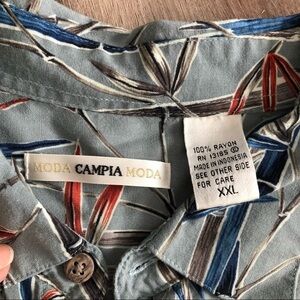 MODA CAMPIA MODA
100% RAYON
RN 13185 ©
MADE IN INDONESIA
SEE OTHER SIDE
FOR CARE
XXL